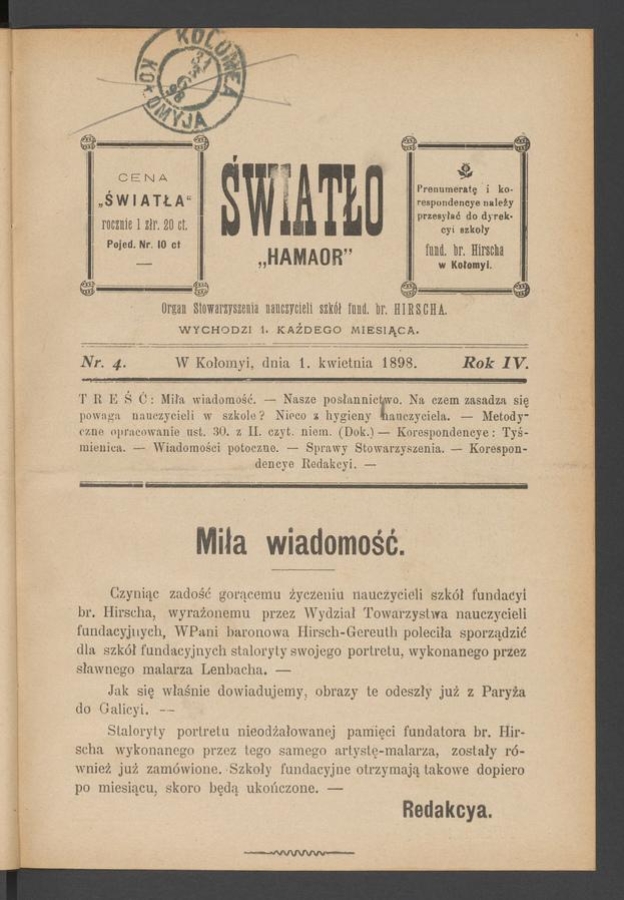 KOLOMEA
KOŁOMYJA
98
CENA
„ŚWIATŁA“
rocznie 1 złr. 20 ct.
Pojed. Nr. 10 ct
ŚWIATŁO
„HAMAOR”
Prenumeratę i ko-
respondencye należy
przesyłać do dyrek-
cyi szkoły
fund. br. Hirscha
w Kołomyi.
Organ Stowarzyszenia nauczycieli szkół fund. br. HIRSCHA.
WYCHODZI 1. KAŻDEGO MIESIĄCA.
Nr. 4. W Kołomyi, dnia 1. kwietnia 1898. Rok IV.
TREŚĆ: Miła wiadomość. — Nasze posłannictwo. Na czem zasadza się
powaga nauczycieli w szkole? Nieco z hygieny nauczyciela. — Metody-
czne opracowanie ust. 30. z II. czyt. niem. (Dok.) — Korespondencye: Tyś-
mienica. — Wiadomości potoczne. — Sprawy Stowarzyszenia. — Korespon-
dencye Redakcyi. —
Miła wiadomość.
Czyniąc zadość gorącemu życzeniu nauczycieli szkół fundacyi
br. Hirscha, wyrażonemu przez Wydział Towarzystwa nauczycieli
fundacyjnych, WPani baronowa Hirsch-Gereuth poleciła sporządzić
dla szkół fundacyjnych staloryty swojego portretu, wykonanego przez
sławnego malarza Lenbacha. —
Jak się właśnie dowiadujemy, obrazy te odeszły już z Paryża
do Galicyi. —
Staloryty portretu nieodżałowanej pamięci fundatora br. Hir-
scha wykonanego przez tego samego artystę-malarza, zostały ró-
wnież już zamówione. Szkoły fundacyjne otrzymają takowe dopiero
po miesiącu, skoro będą ukończone. —
Redakcya.